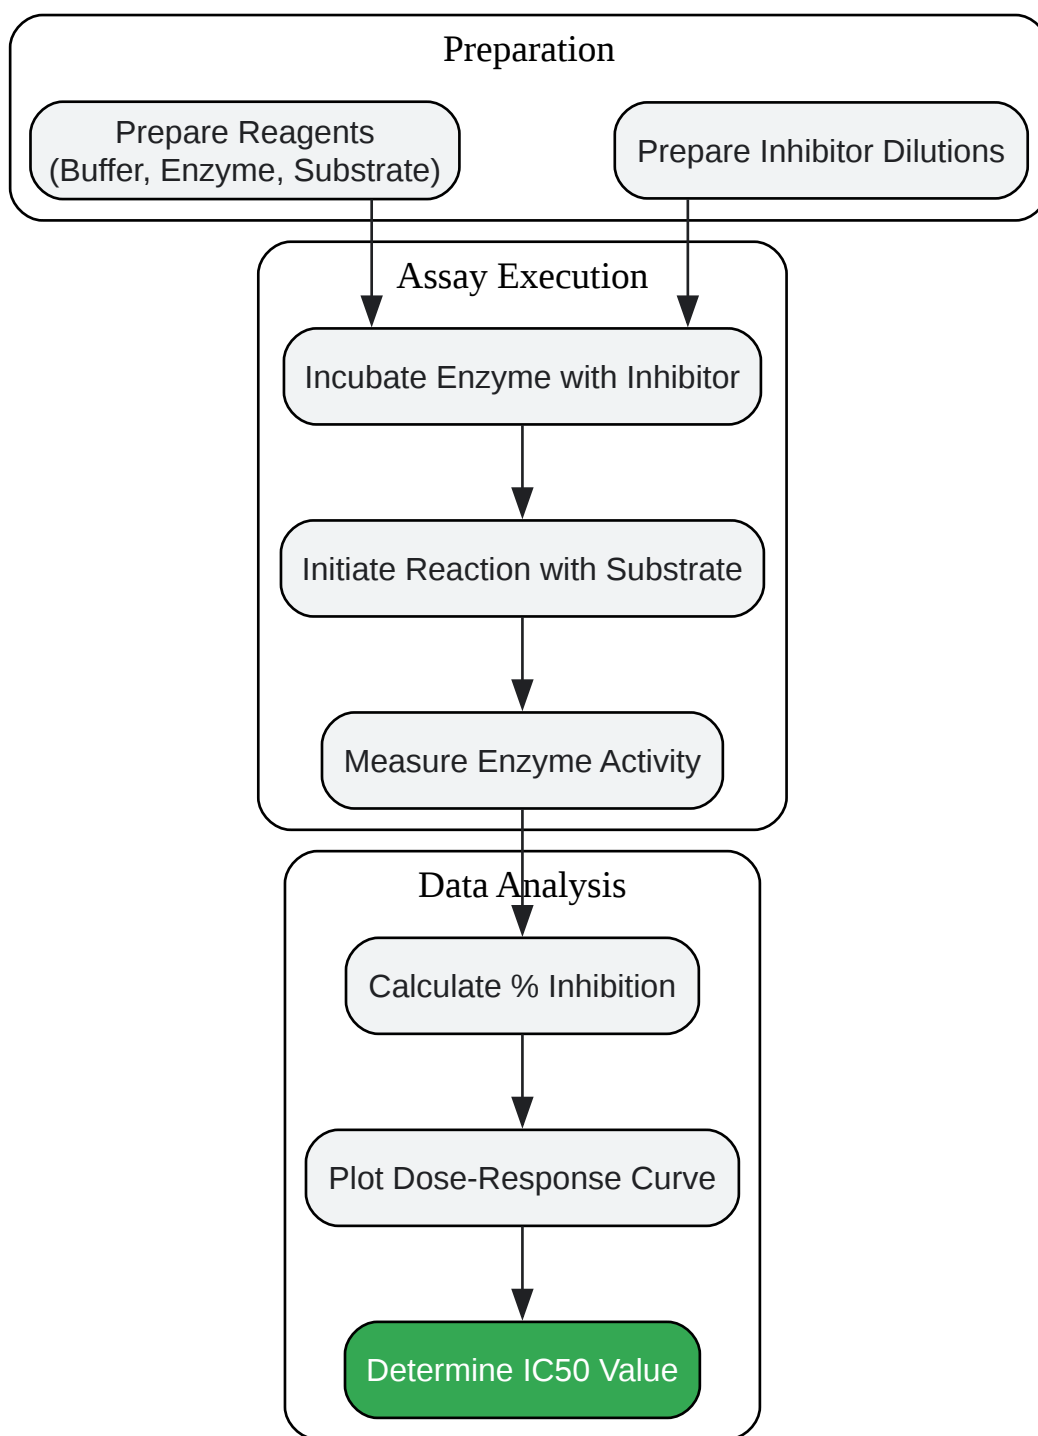 Preparation
Prepare Reagents
(Buffer, Enzyme, Substrate)
Prepare Inhibitor Dilutions
Assay Execution
Incubate Enzyme with Inhibitor
Initiate Reaction with Substrate
Measure Enzyme Activity
Data Analysis
Calculate % Inhibition
Plot Dose-Response Curve
Determine IC50 Value